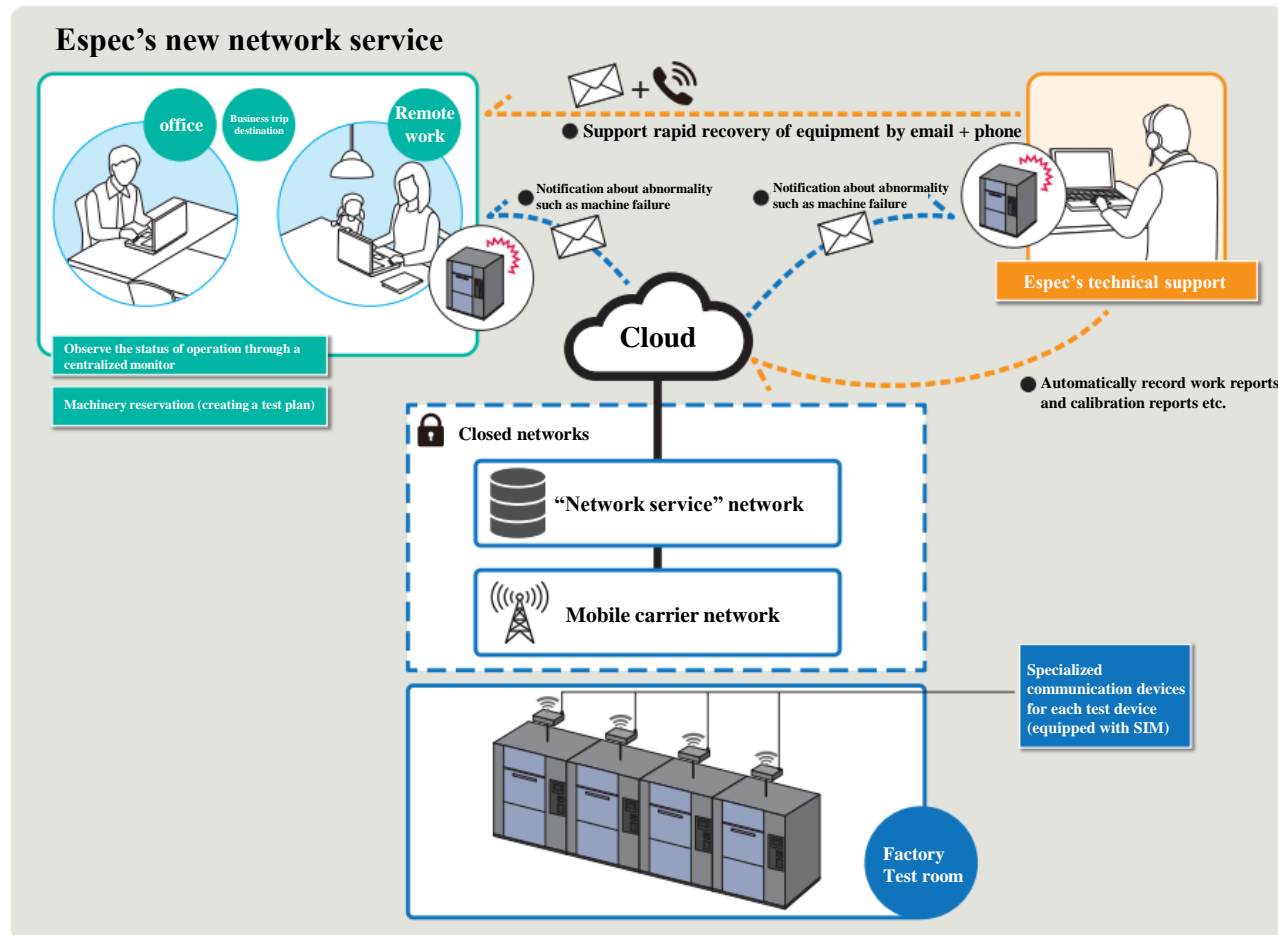 Espec’s new network service
office
Business trip
destination
Remote
work
+
● Support rapid recovery of equipment by email + phone
● Notification about abnormality
such as machine failure
● Notification about abnormality
such as machine failure
Espec’s technical support
Cloud
Observe the status of operation through a
centralized monitor
Machinery reservation (creating a test plan)
● Automatically record work reports
and calibration reports etc.
Closed networks
“Network service” network
Mobile carrier network
Specialized
communication devices
for each test device
(equipped with SIM)
Factory
Test room